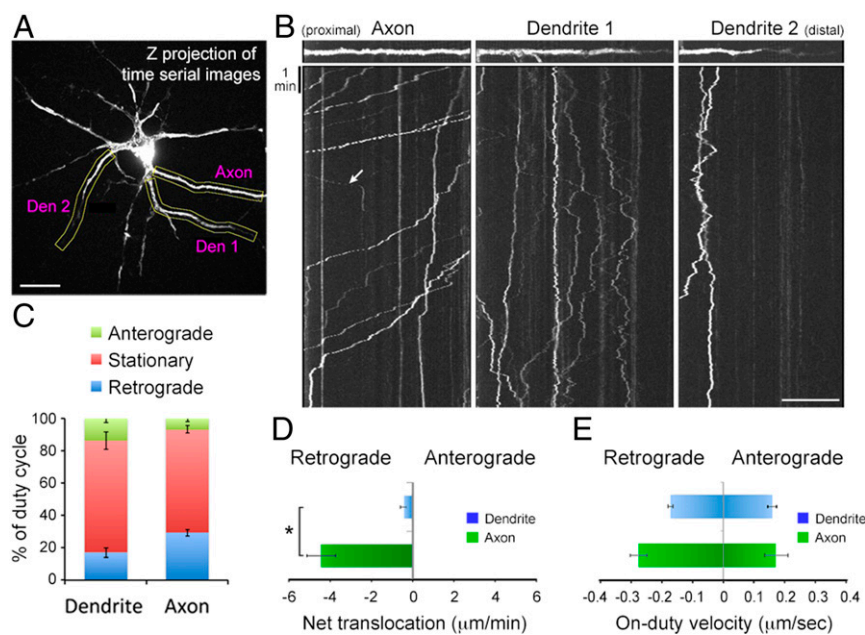 A
Z projection of
time serial images
Axon
Den 2
Den 1
B
(proximal) Axon
Dendrite 1
Dendrite 2 (distal)
1
min
C
Anterograde
Stationary
Retrograde
% of duty cycle
100
80
60
40
20
0
Dendrite
Axon
D
Retrograde
Anterograde
*
Dendrite
Axon
-6 -4 -2 0 2 4 6
Net translocation (μm/min)
E
Retrograde
Anterograde
Dendrite
Axon
-0.4 -0.3 -0.2 -0.1 0 0.1 0.2 0.3 0.4
On-duty velocity (μm/sec)